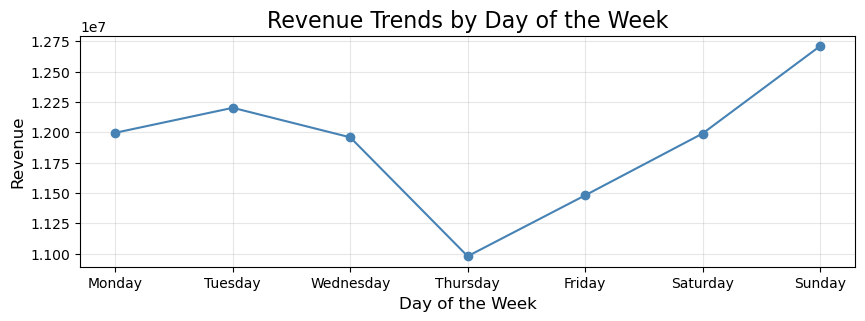 Revenue Trends by Day of the Week
1e7
1.275
1.250
1.225
1.200
1.175
1.150
1.125
1.100
Revenue
Monday Tuesday Wednesday Thursday Friday Saturday Sunday
Day of the Week